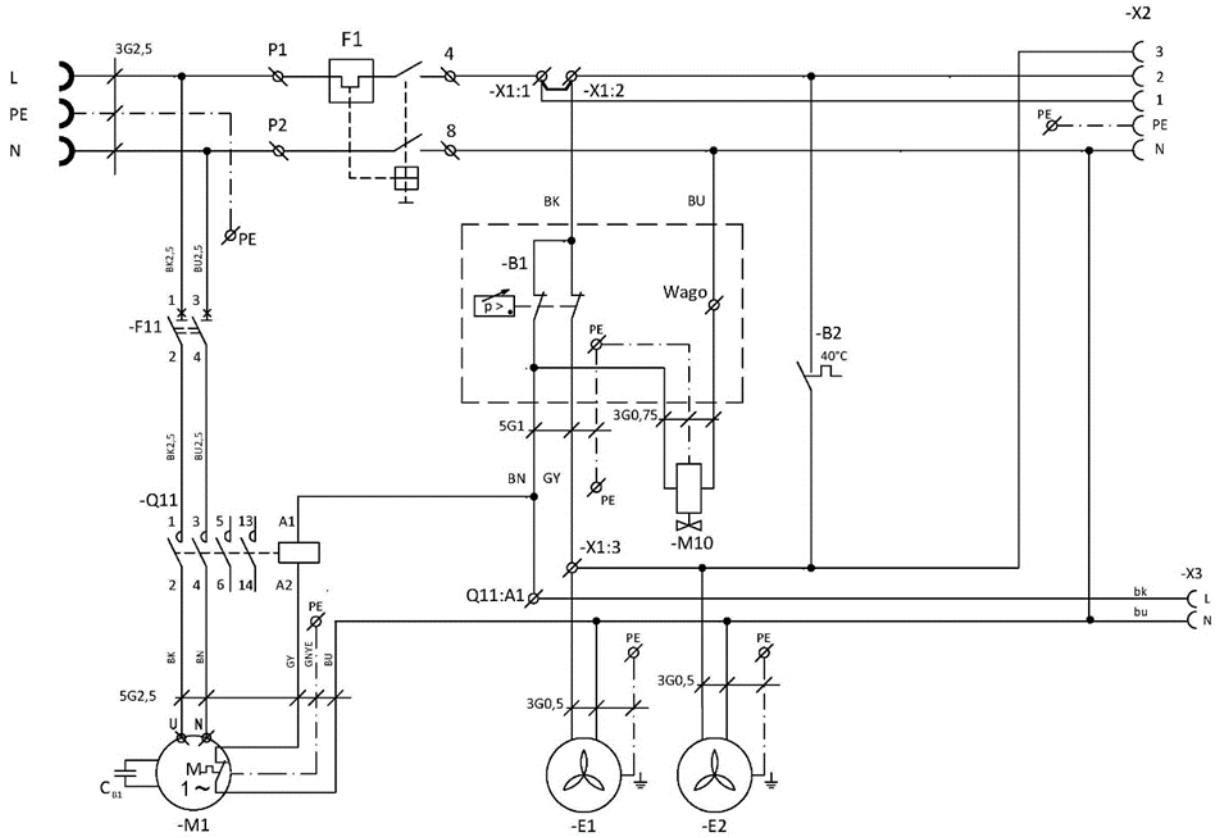 -X2
3G2,5
P1
F1
4
3
L
2
-X1:1
-X1:2
1
PE
PE
PE
P2
8
N
N
BK
BU
PE
BK2,5
BU2,5
-B1
1
3
Wago
p>
-F11
PE
-B2
40°C
2
4
3G0,75
5G1
BK2,5
BU2,5
BN
GY
PE
-Q11
1
3
5
13
A1
-M10
-X1:3
2
4
6
14
A2
-X3
Q11:A1
bk
L
PE
bu
N
BK
BN
GY
GNYE
BU
PE
PE
5G2,5
3G0,5
3G0,5
U
N
M
1~
CB1
-M1
-E1
-E2